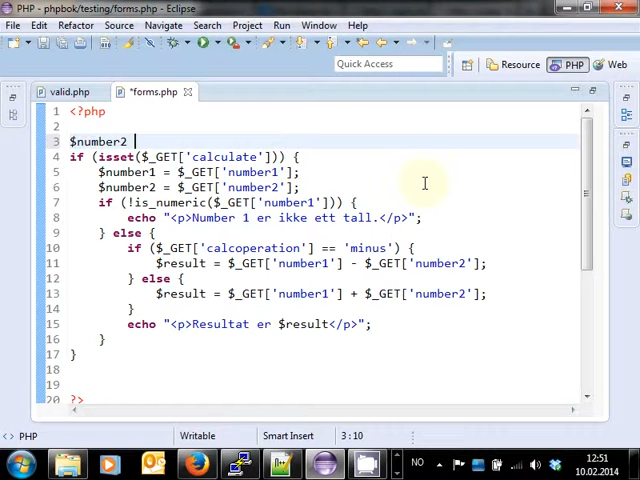 PHP - phpbok/testing/forms.php - Eclipse
File Edit Refactor Source Navigate Search Project Run Window Help
Quick Access Resource PHP Web
valid.php *forms.php
1 <?php
2
3 $number2
4 if (isset($_GET['calculate'])) {
5 $number1 = $_GET['number1'];
6 $number2 = $_GET['number2'];
7 if (!is_numeric($_GET['number1'])) {
8 echo "<p>Number 1 er ikke ett tall.</p>";
9 } else {
10 if ($_GET['calcoperation'] == 'minus') {
11 $result = $_GET['number1'] - $_GET['number2'];
12 } else {
13 $result = $_GET['number1'] + $_GET['number2'];
14 }
15 echo "<p>Resultat er $result</p>";
16 }
17 }
18
19
20 ?>
PHP Writable Smart Insert 3 : 10
NO 12:51
10.02.2014